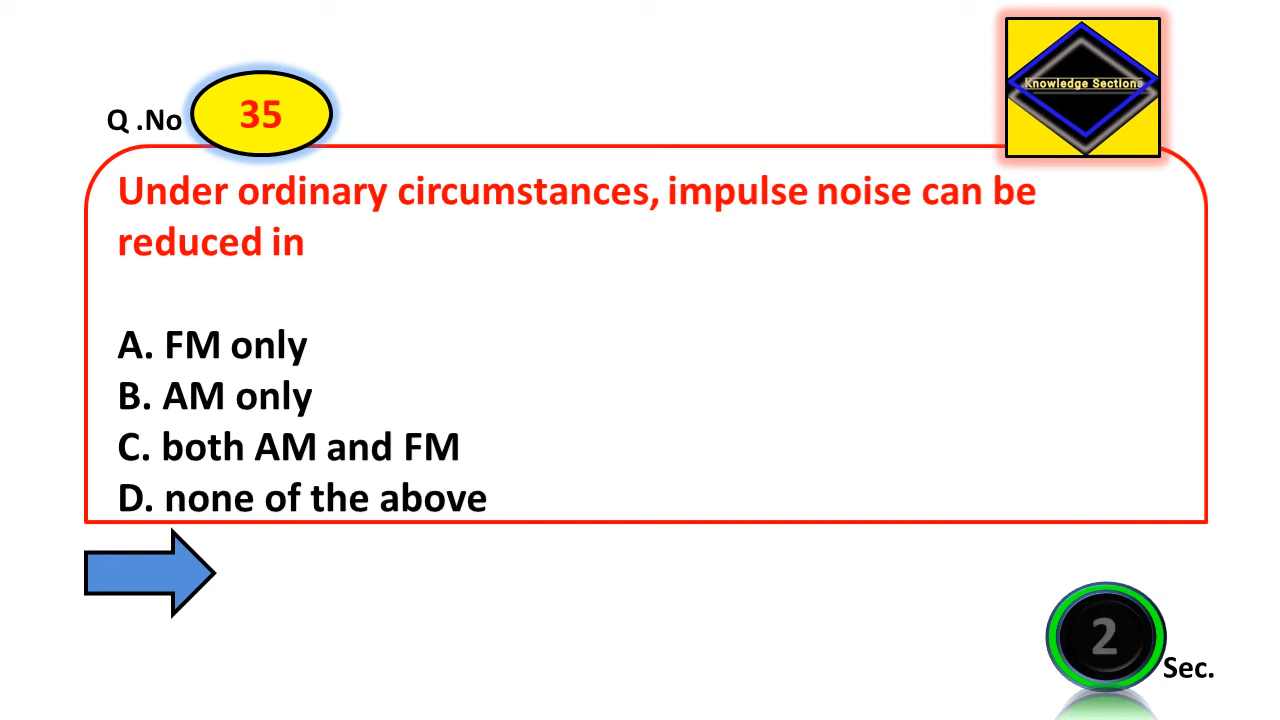 Knowledge Sections
Q .No 35
Under ordinary circumstances, impulse noise can be
reduced in
A. FM only
B. AM only
C. both AM and FM
D. none of the above
2
Sec.